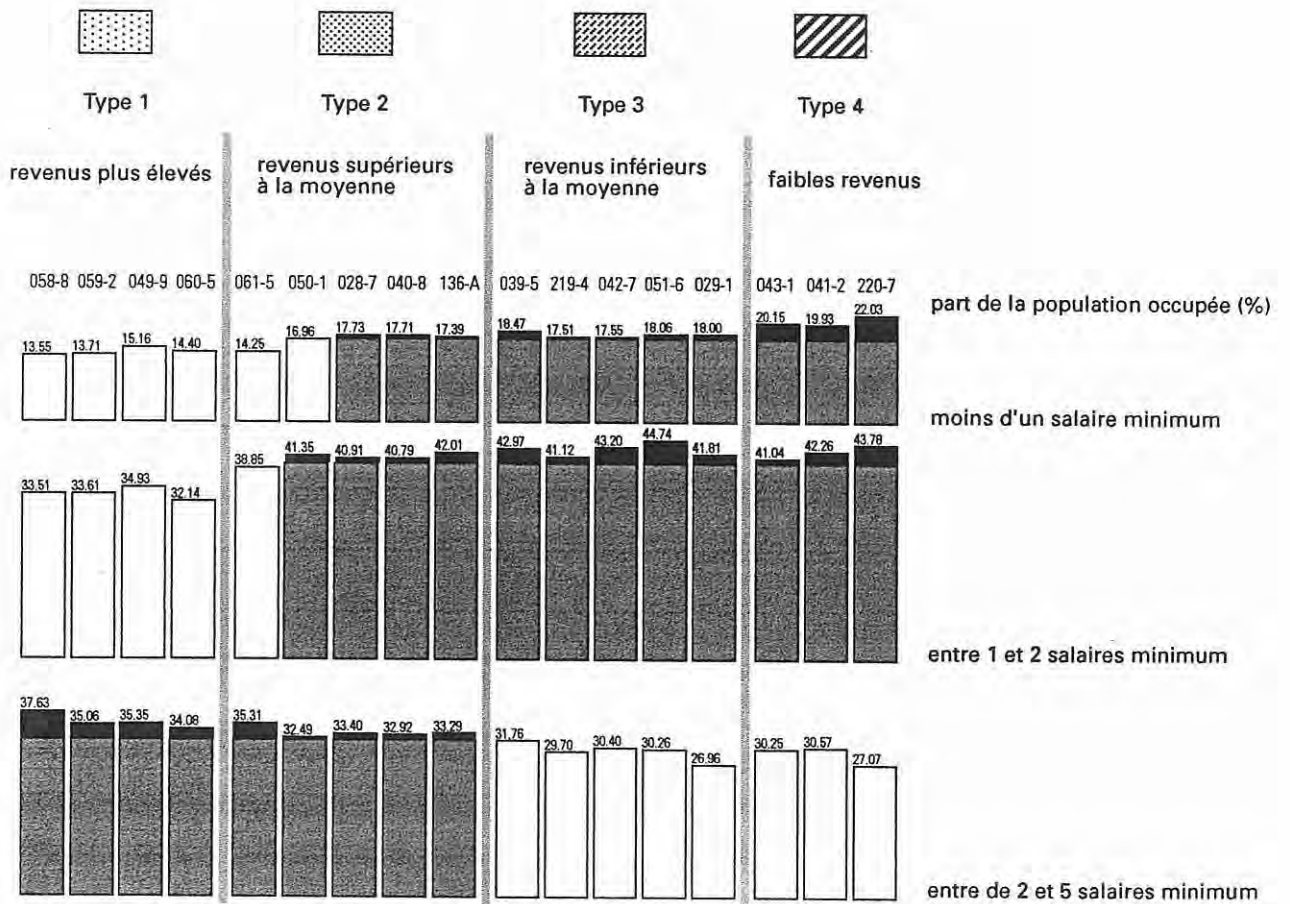 Type 1 Type 2 Type 3 Type 4
revenus plus élevés
revenus supérieurs
à la moyenne
revenus inférieurs
à la moyenne
faibles revenus
058-8 059-2 049-9 060-5 061-5 050-1 028-7 040-8 136-A 039-5 219-4 042-7 051-6 029-1 043-1 041-2 220-7
part de la population occupée (%)
13.55 13.71 15.16 14.40 14.25 16.96 17.73 17.71 17.39 18.47 17.51 17.55 18.06 18.00 20.15 19.93 22.03
moins d'un salaire minimum
33.51 33.61 34.93 32.14 38.85 41.35 40.91 40.79 42.01 42.97 41.12 43.20 44.74 41.81 41.04 42.26 43.78
entre 1 et 2 salaires minimum
37.63 35.06 35.35 34.08 35.31 32.49 33.40 32.92 33.29 31.76 29.70 30.40 30.26 26.96 30.25 30.57 27.07
entre de 2 et 5 salaires minimum